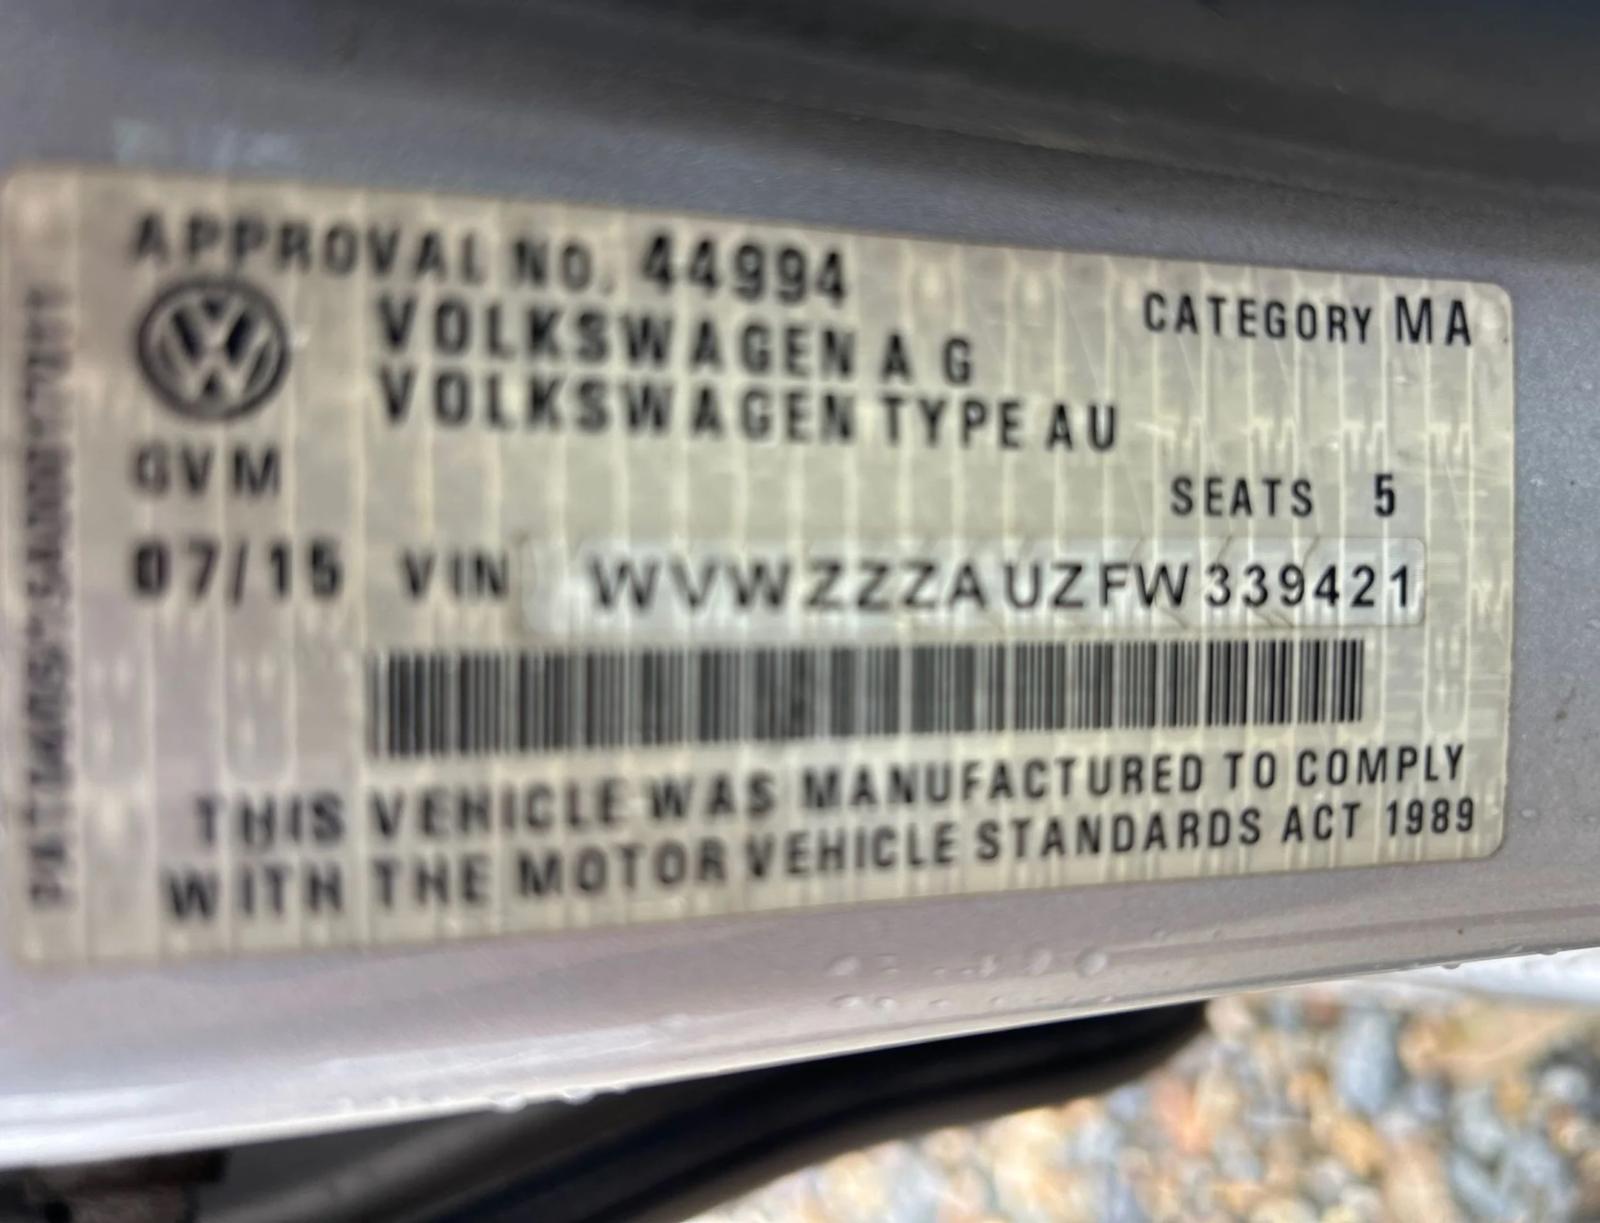 APPROVAL NO. 44994
CATEGORY MA
VOLKSWAGEN AG
VOLKSWAGEN TYPE AU
GVM
SEATS 5
07/15 VIN WVWZZZAUZFW339421
THIS VEHICLE WAS MANUFACTURED TO COMPLY
WITH THE MOTOR VEHICLE STANDARDS ACT 1989